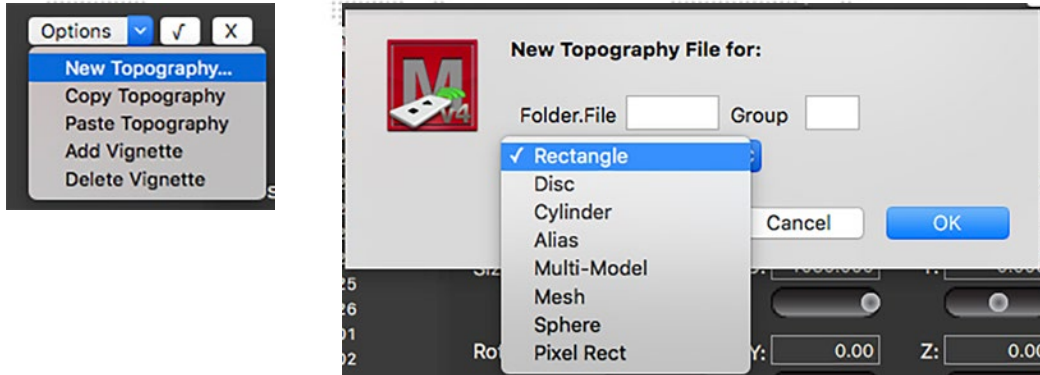 Options √ X
New Topography...
Copy Topography
Paste Topography
Add Vignette
Delete Vignette
New Topography File for:
M
V4
Folder.File Group
✓ Rectangle
Disc
Cylinder
Alias
Multi-Model
Mesh
Sphere
Pixel Rect
Cancel OK
Y: 0.00 Z: 0.00